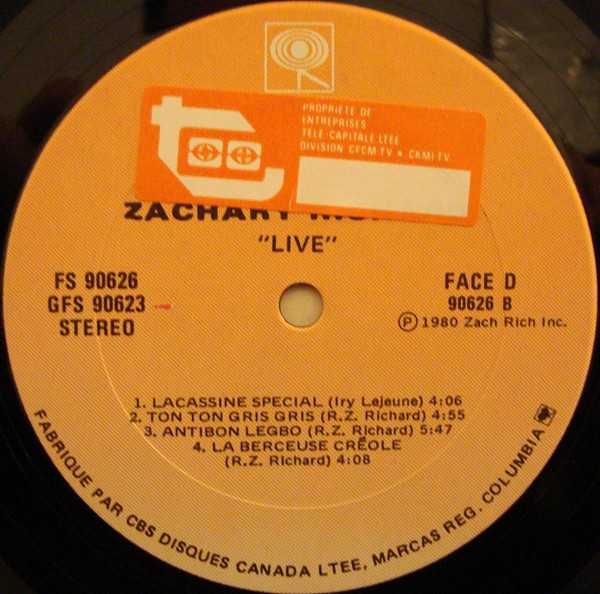 PROPRIETE DE
ENTREPRISES
TELE-CAPITALE LTEE
DIVISION CFCM-TV • CKMI-TV
tc
ZACHARY
"LIVE"
FS 90626
GFS 90623
STEREO
FACE D
90626 B
Ⓟ 1980 Zach Rich Inc.
1. LACASSINE SPECIAL (Iry Lejeune) 4:06
2. TON TON GRIS GRIS (R.Z. Richard) 4:55
3. ANTIBON LEGBO (R.Z. Richard) 5:47
4. LA BERCEUSE CRÉOLE
(R.Z. Richard) 4:08
FABRIQUE PAR CBS DISQUES CANADA LTEE, MARCAS REG. COLUMBIA